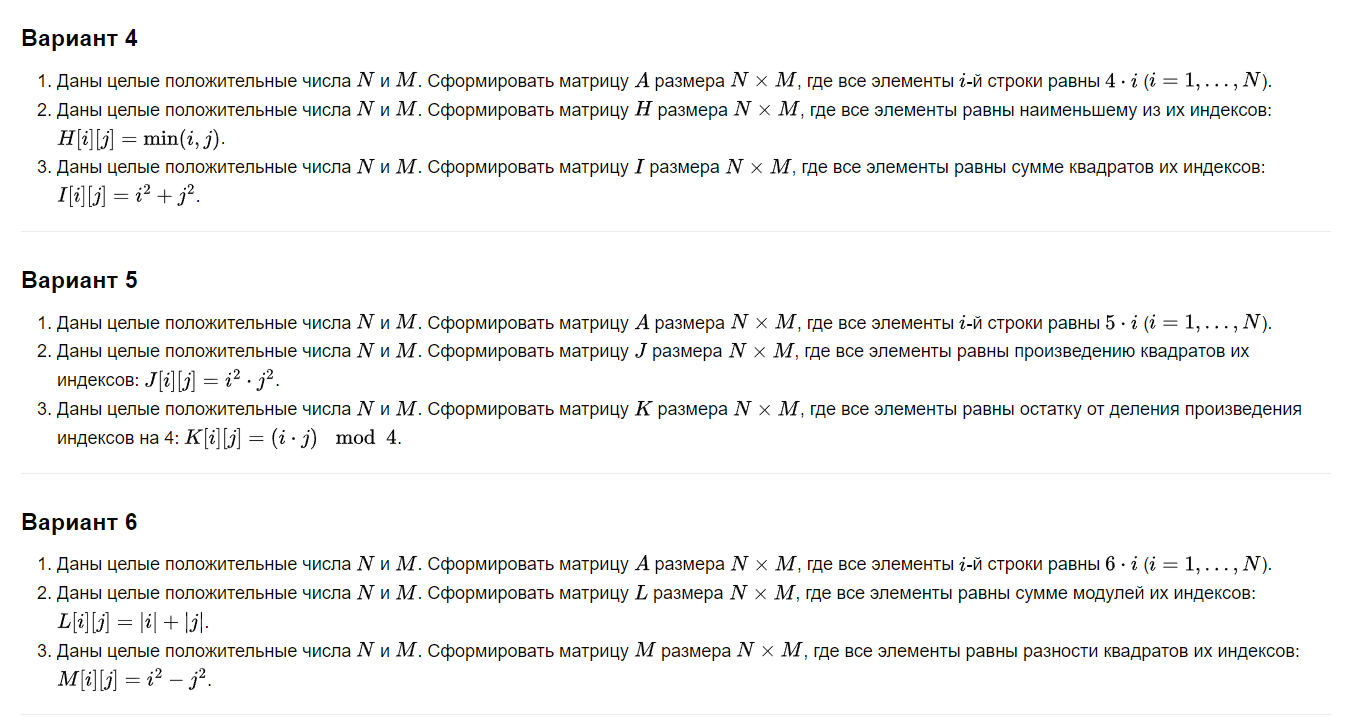 Вариант 4
1. Даны целые положительные числа N и M. Сформировать матрицу A размера N × M, где все элементы i-й строки равны 4 · i (i = 1, . . . , N).
2. Даны целые положительные числа N и M. Сформировать матрицу H размера N × M, где все элементы равны наименьшему из их индексов:
H[i][j] = min(i, j).
3. Даны целые положительные числа N и M. Сформировать матрицу I размера N × M, где все элементы равны сумме квадратов их индексов:
I[i][j] = i² + j².
Вариант 5
1. Даны целые положительные числа N и M. Сформировать матрицу A размера N × M, где все элементы i-й строки равны 5 · i (i = 1, . . . , N).
2. Даны целые положительные числа N и M. Сформировать матрицу J размера N × M, где все элементы равны произведению квадратов их
индексов: J[i][j] = i² · j².
3. Даны целые положительные числа N и M. Сформировать матрицу K размера N × M, где все элементы равны остатку от деления произведения
индексов на 4: K[i][j] = (i · j) mod 4.
Вариант 6
1. Даны целые положительные числа N и M. Сформировать матрицу A размера N × M, где все элементы i-й строки равны 6 · i (i = 1, . . . , N).
2. Даны целые положительные числа N и M. Сформировать матрицу L размера N × M, где все элементы равны сумме модулей их индексов:
L[i][j] = |i| + |j|.
3. Даны целые положительные числа N и M. Сформировать матрицу M размера N × M, где все элементы равны разности квадратов их индексов:
M[i][j] = i² − j².